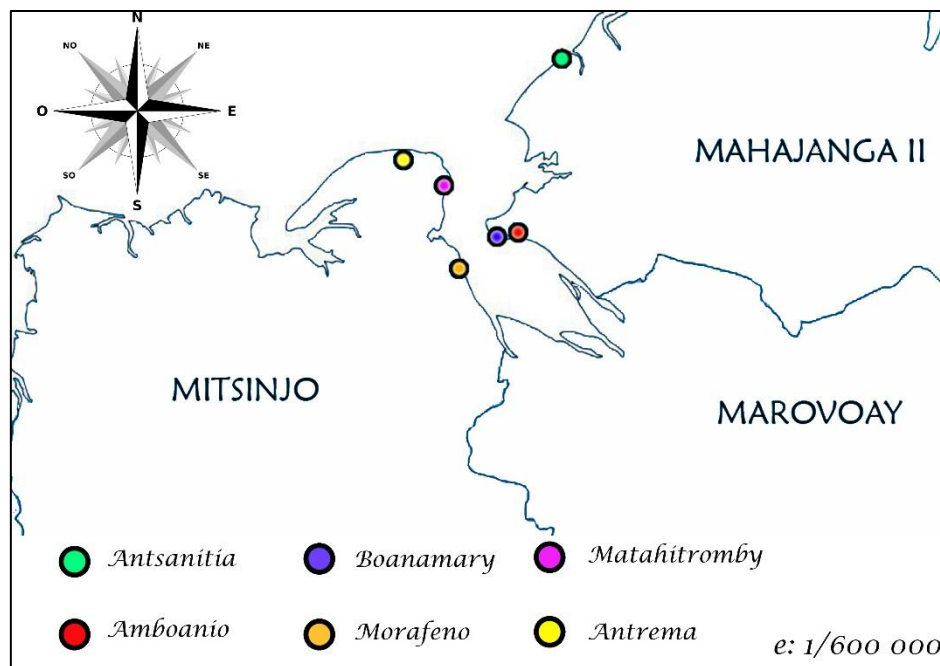 N
NO
NE
O
E
SO
SE
S
MAHAJANGA II
MITSINJO
MAROVOAY
Antsanitia
Boanamary
Matahitromby
Amboanio
Morafeno
Antrema
e: 1/600 000